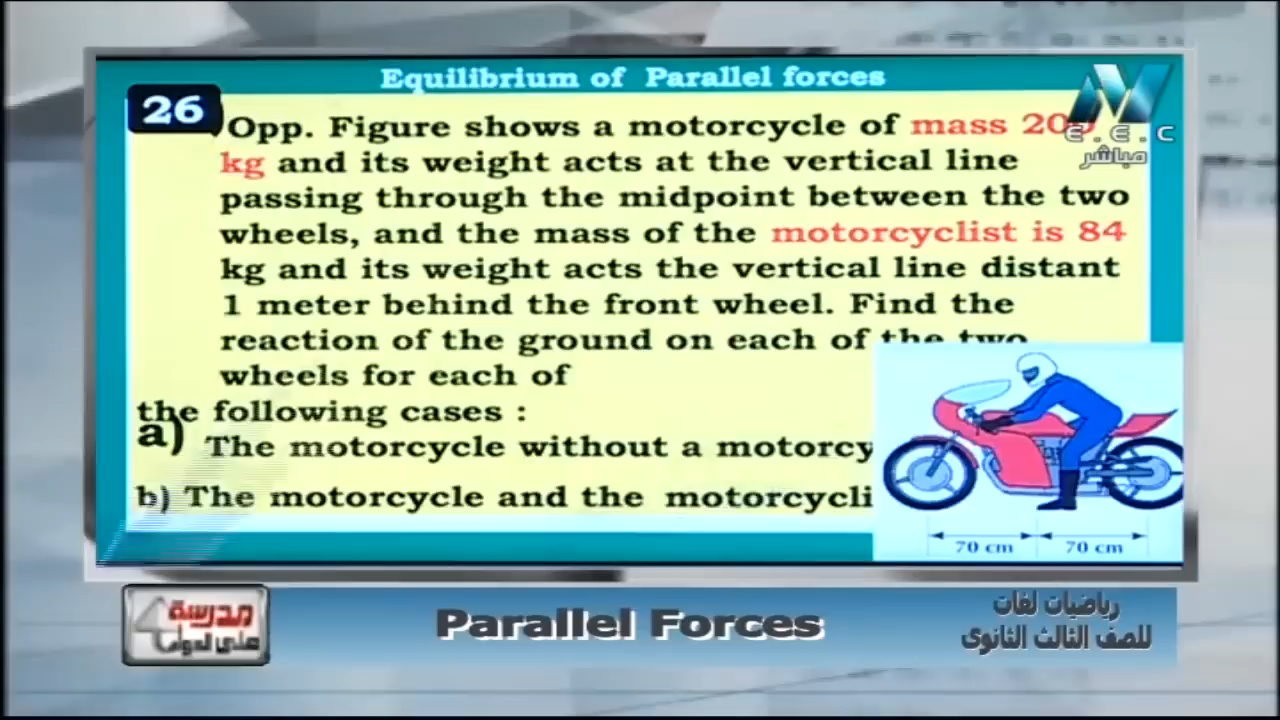 Equilibrium of Parallel forces
26
Opp. Figure shows a motorcycle of mass 200
kg and its weight acts at the vertical line
passing through the midpoint between the two
wheels, and the mass of the motorcyclist is 84
kg and its weight acts the vertical line distant
1 meter behind the front wheel. Find the
reaction of the ground on each of the two
wheels for each of
the following cases :
a) The motorcycle without a motorcy
b) The motorcycle and the motorcycli
70 cm 70 cm
E.E.C
مباشر
مدرسة
على الهواء
Parallel Forces
رياضيات لغات
للصف الثالث الثانوى